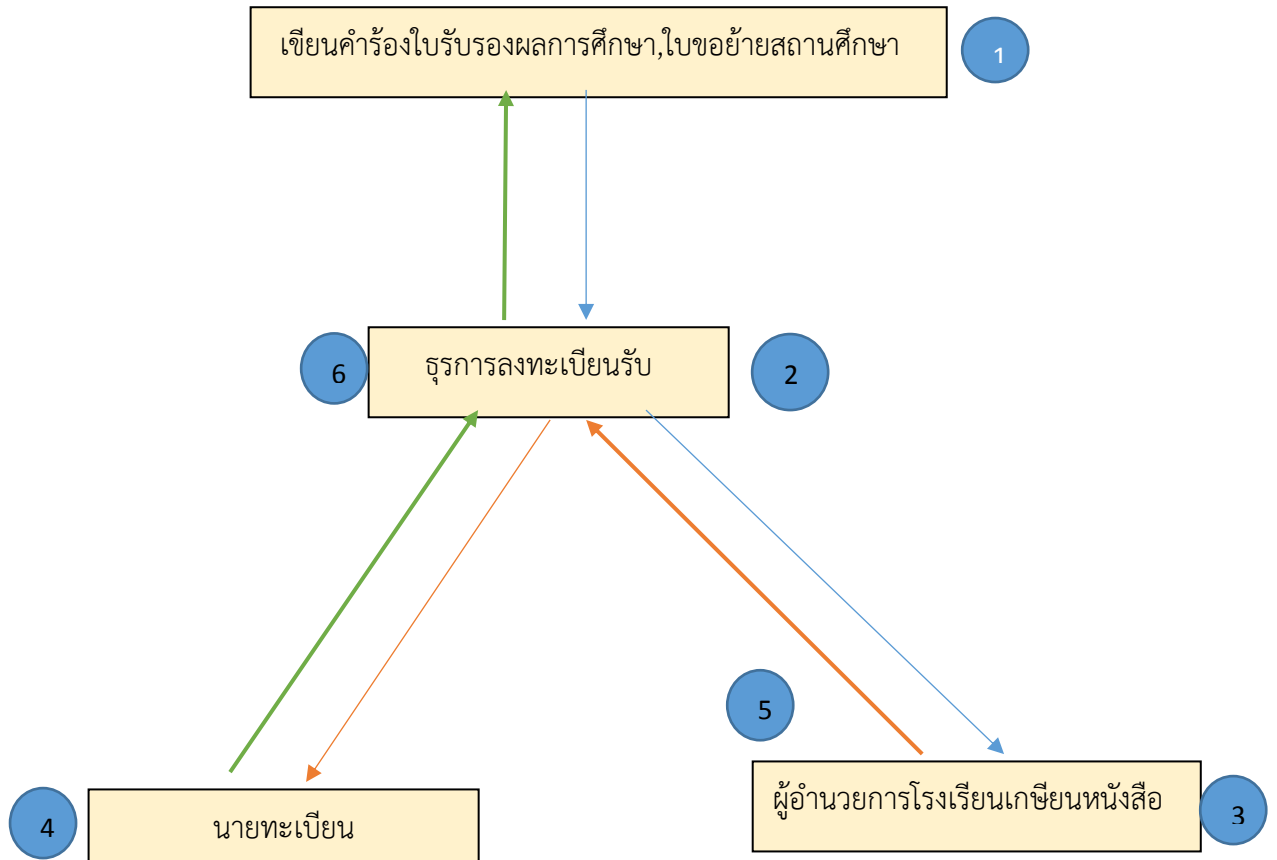 เขียนคำร้องใบรับรองผลการศึกษา,ใบขอย้ายสถานศึกษา
1
6
ธุรการลงทะเบียนรับ
2
5
4
นายทะเบียน
ผู้อำนวยการโรงเรียนเกษียนหนังสือ
3